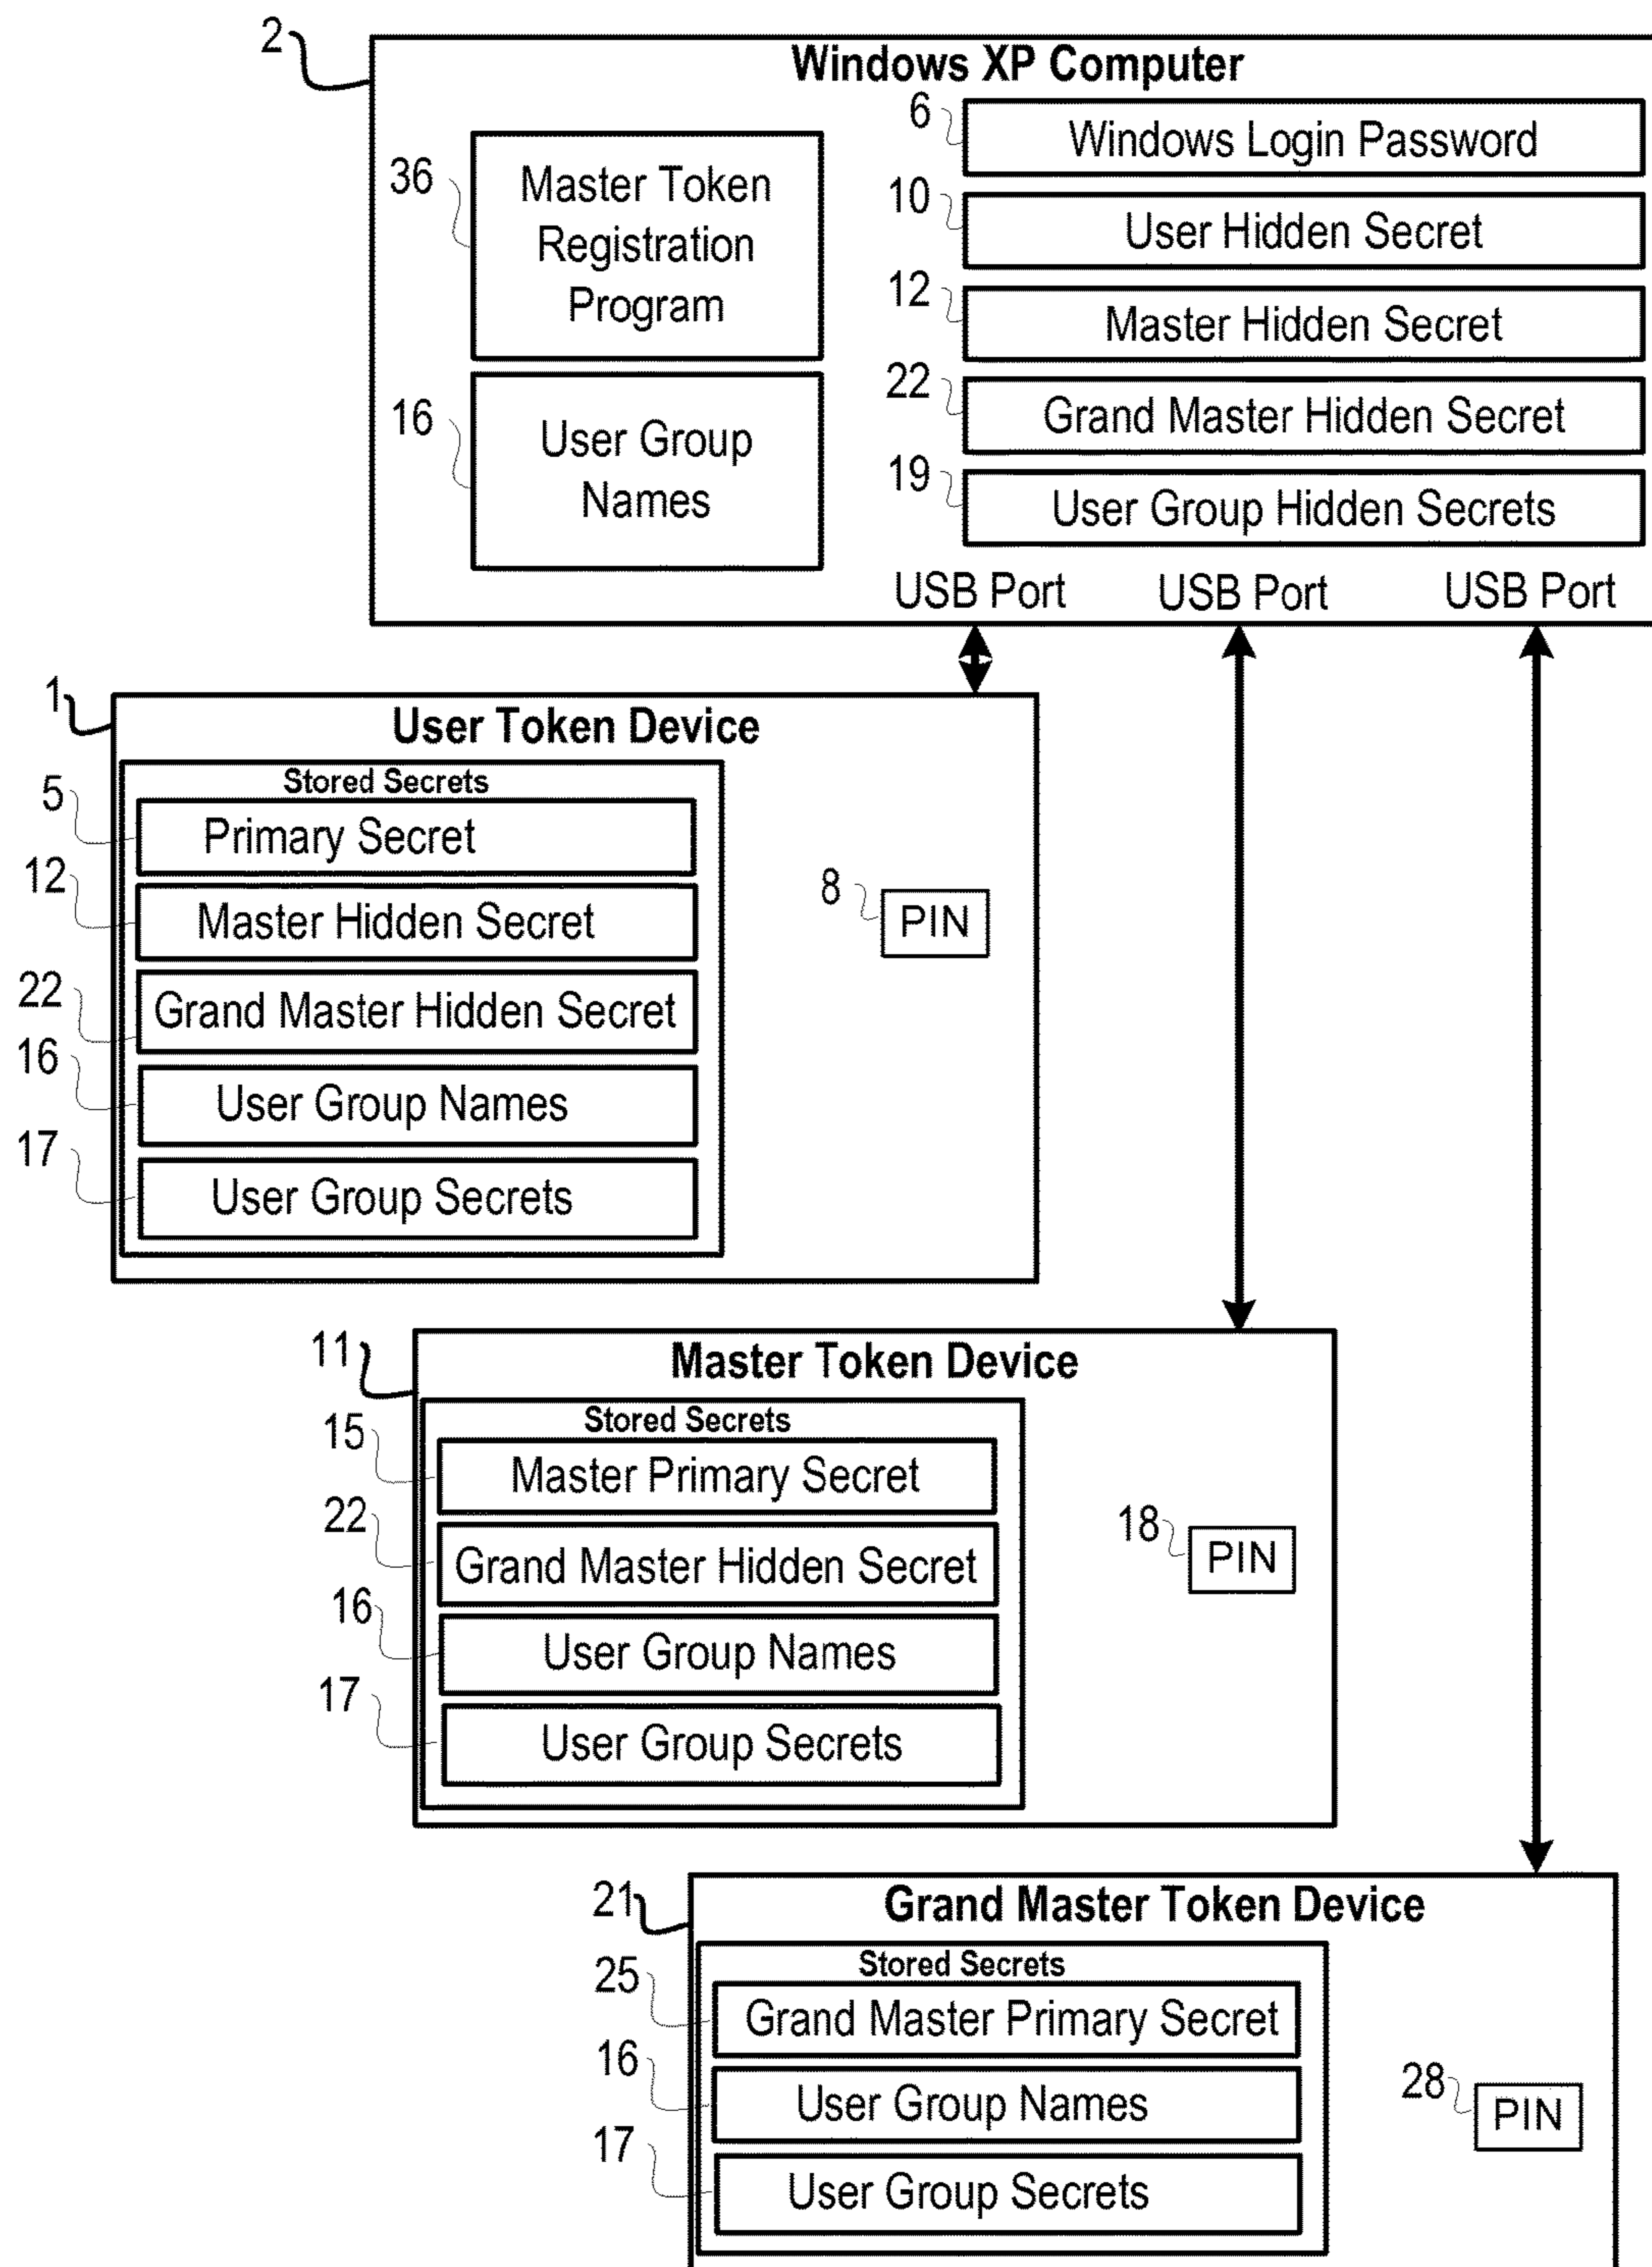 2
Windows XP Computer
6
Windows Login Password
36
Master Token
Registration
Program
10
User Hidden Secret
12
Master Hidden Secret
16
User Group
Names
22
Grand Master Hidden Secret
19
User Group Hidden Secrets
USB Port
USB Port
USB Port
1
User Token Device
Stored Secrets
5
Primary Secret
12
Master Hidden Secret
8
PIN
22
Grand Master Hidden Secret
16
User Group Names
17
User Group Secrets
11
Master Token Device
Stored Secrets
15
Master Primary Secret
22
Grand Master Hidden Secret
18
PIN
16
User Group Names
17
User Group Secrets
21
Grand Master Token Device
Stored Secrets
25
Grand Master Primary Secret
16
User Group Names
28
PIN
17
User Group Secrets